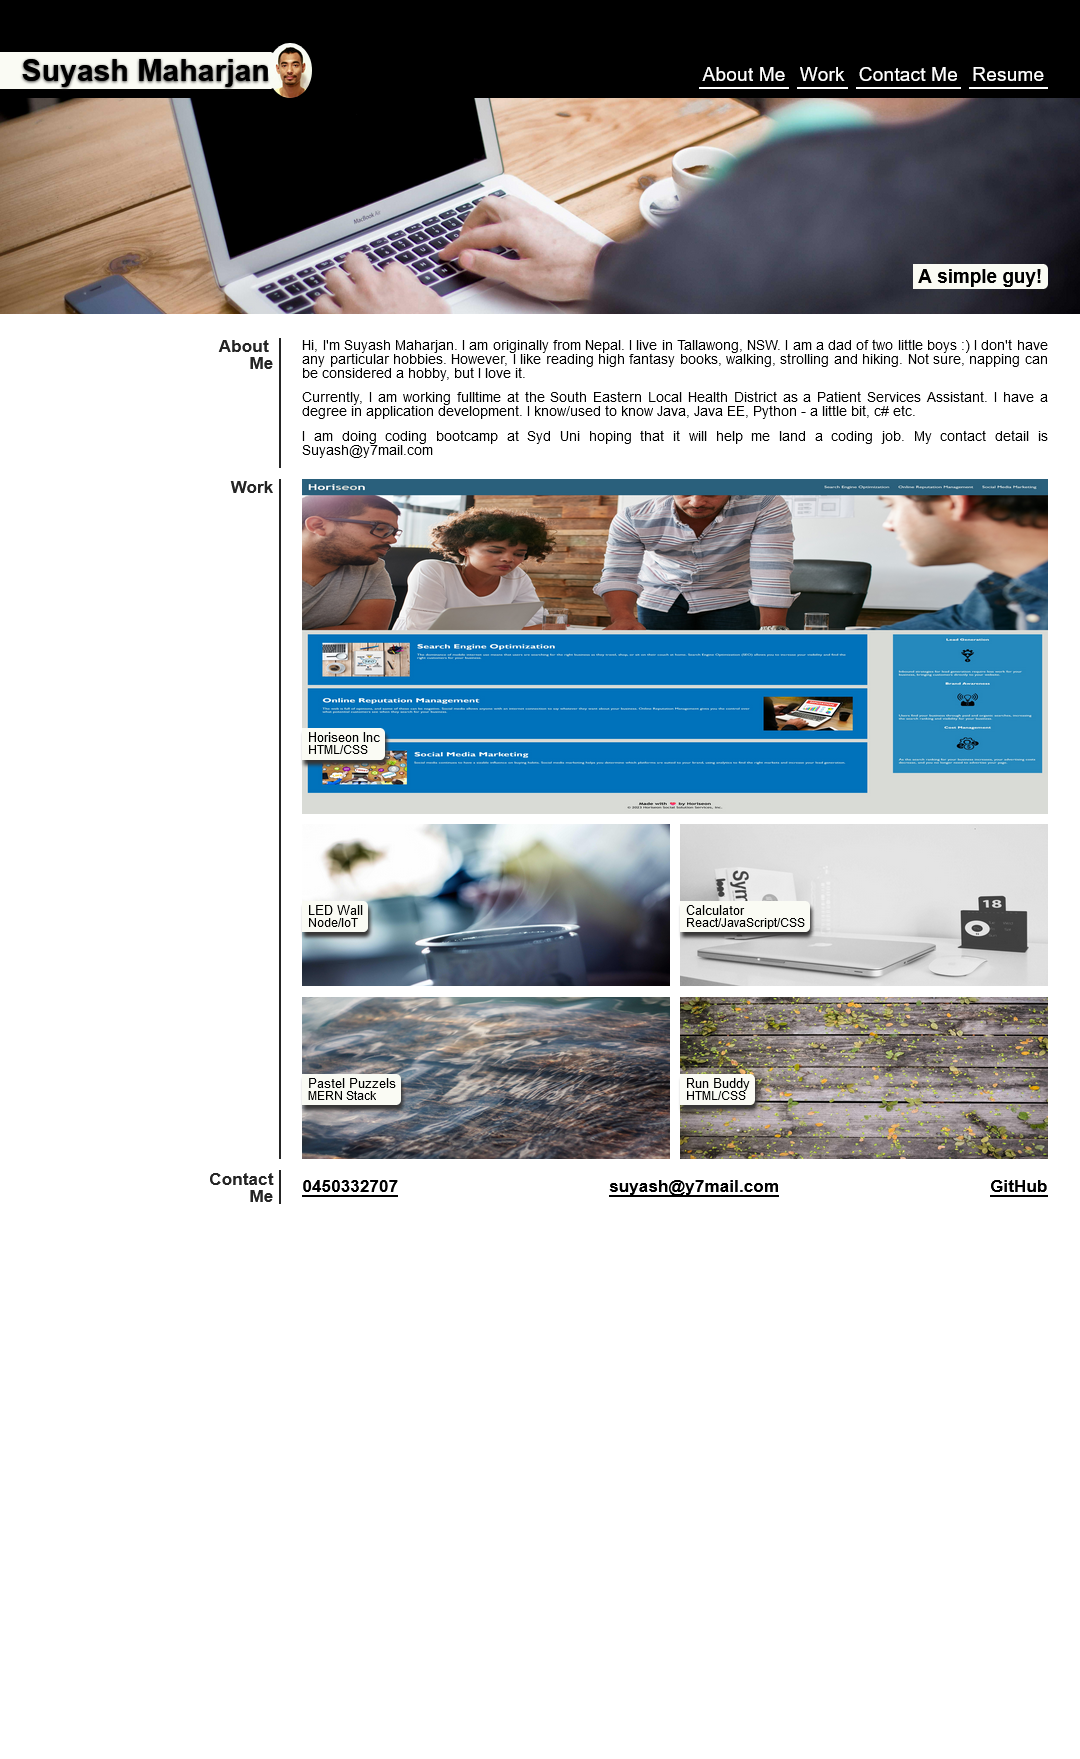 Suyash Maharjan
About Me Work Contact Me Resume
MacBook Air
A simple guy!
About
Me
Hi, I'm Suyash Maharjan. I am originally from Nepal. I live in Tallawong, NSW. I am a dad of two little boys :) I don't have
any particular hobbies. However, I like reading high fantasy books, walking, strolling and hiking. Not sure, napping can
be considered a hobby, but I love it.
Currently, I am working fulltime at the South Eastern Local Health District as a Patient Services Assistant. I have a
degree in application development. I know/used to know Java, Java EE, Python - a little bit, c# etc.
I am doing coding bootcamp at Syd Uni hoping that it will help me land a coding job. My contact detail is
Suyash@y7mail.com
Work
Horiseon
Search Engine Optimization Online Reputation Management Social Media Marketing
Search Engine Optimization
Online Reputation Management
Social Media Marketing
Lead Generation
Brand Awareness
Cost Management
Made with by Horiseon
Horiseon Inc
HTML/CSS
LED Wall
Node/IoT
Sym
18
Calculator
React/JavaScript/CSS
Pastel Puzzels
MERN Stack
Run Buddy
HTML/CSS
Contact
Me
0450332707
suyash@y7mail.com
GitHub